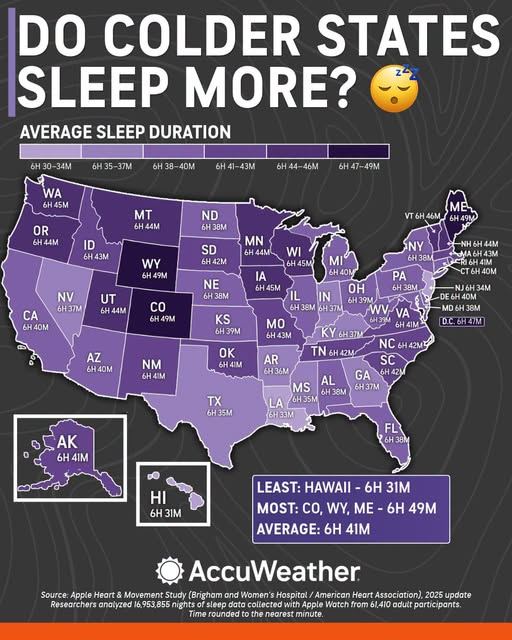 DO COLDER STATES
SLEEP MORE?
AVERAGE SLEEP DURATION
6H 30–34M
6H 35–37M
6H 38–40M
6H 41–43M
6H 44–46M
6H 47–49M
WA
6H 45M
OR
6H 44M
CA
6H 40M
NV
6H 37M
ID
6H 43M
MT
6H 44M
WY
6H 49M
UT
6H 44M
CO
6H 49M
AZ
6H 40M
NM
6H 41M
ND
6H 38M
SD
6H 42M
NE
6H 38M
KS
6H 39M
OK
6H 41M
TX
6H 35M
MN
6H 44M
IA
6H 45M
MO
6H 43M
AR
6H 36M
LA
6H 33M
WI
6H 45M
IL
6H 38M
MI
6H 40M
IN
6H 37M
OH
6H 39M
KY 6H 37M
TN 6H 42M
MS
6H 35M
AL
6H 38M
GA
6H 37M
FL
6H 38M
SC
6H 42M
NC 6H 42M
VA
6H 41M
WV
6H 39M
PA
6H 38M
NY
6H 38M
VT 6H 46M
ME
6H 49M
NH 6H 44M
MA 6H 43M
RI 6H 41M
CT 6H 40M
NJ 6H 34M
DE 6H 40M
MD 6H 38M
D.C. 6H 47M
AK
6H 41M
HI
6H 31M
LEAST: HAWAII - 6H 31M
MOST: CO, WY, ME - 6H 49M
AVERAGE: 6H 41M
AccuWeather
Source: Apple Heart & Movement Study (Brigham and Women's Hospital / American Heart Association), 2025 update
Researchers analyzed 16,953,855 nights of sleep data collected with Apple Watch from 61,410 adult participants.
Time rounded to the nearest minute.